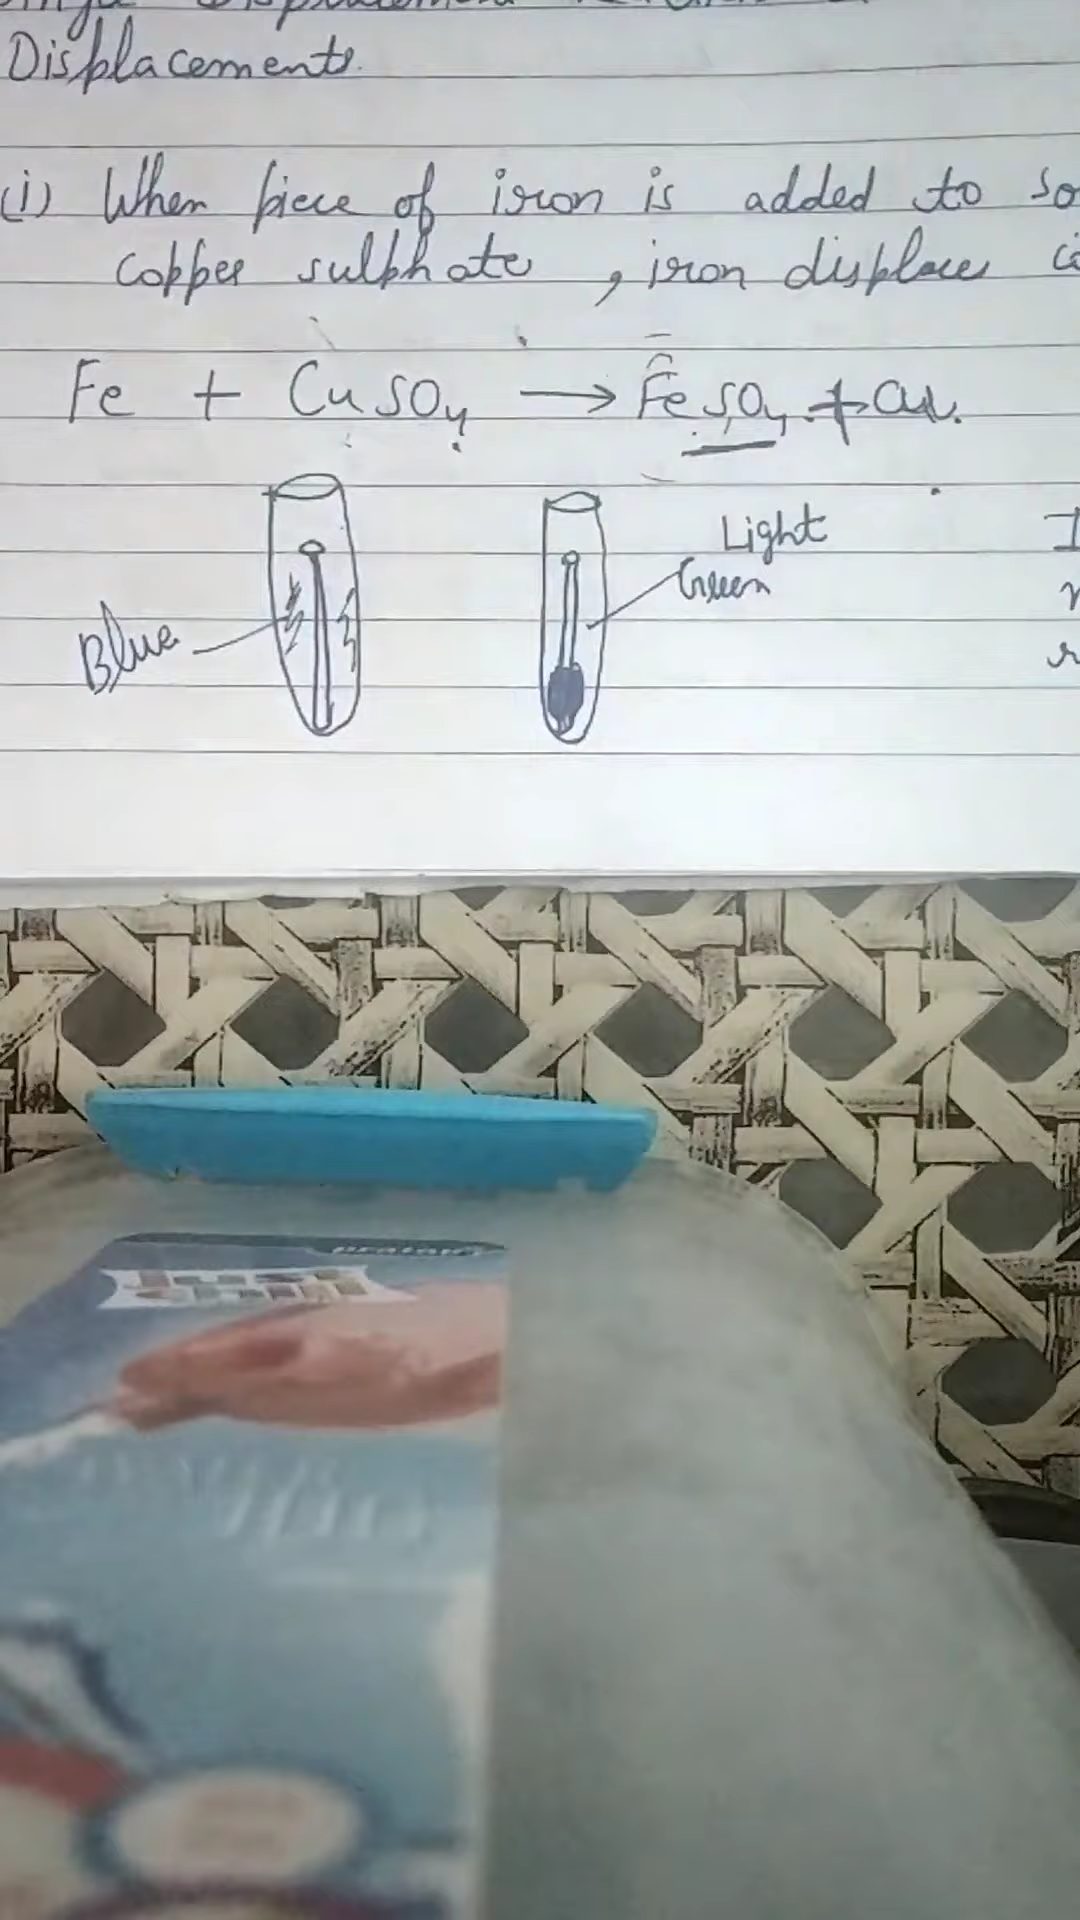 Displacements.
(i) When piece of iron is added to so
copper sulphate, iron displace
Fe + CuSO4 → FeSO4 + Cu.
Light
Green
Blue